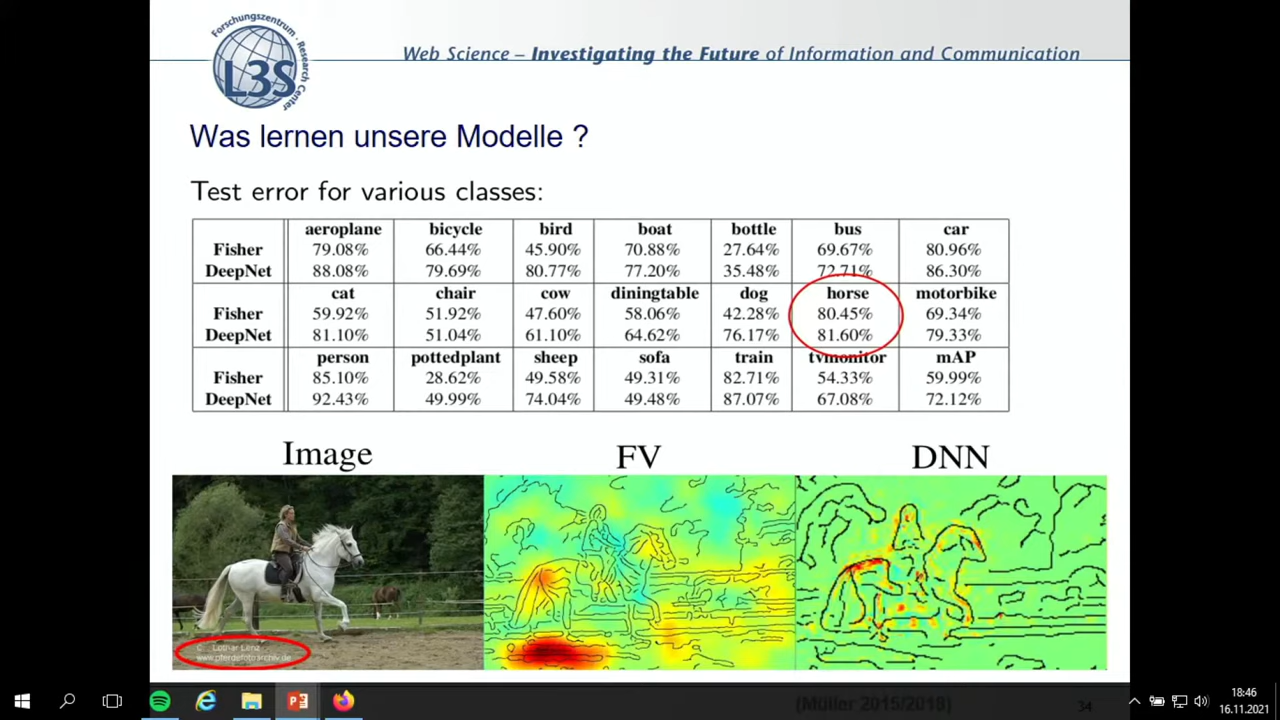 Forschungszentrum · Research Center
L3S
Web Science – Investigating the Future of Information and Communication
Was lernen unsere Modelle ?
Test error for various classes:
aeroplane bicycle bird boat bottle bus car
Fisher 79.08% 66.44% 45.90% 70.88% 27.64% 69.67% 80.96%
DeepNet 88.08% 79.69% 80.77% 77.20% 35.48% 72.71% 86.30%
cat chair cow diningtable dog horse motorbike
Fisher 59.92% 51.92% 47.60% 58.06% 42.28% 80.45% 69.34%
DeepNet 81.10% 51.04% 61.10% 64.62% 76.17% 81.60% 79.33%
person pottedplant sheep sofa train tvmonitor mAP
Fisher 85.10% 28.62% 49.58% 49.31% 82.71% 54.33% 59.99%
DeepNet 92.43% 49.99% 74.04% 49.48% 87.07% 67.08% 72.12%
Image FV DNN
Lothar Lenz
www.pferdefotoarchiv.de
(Müller 2015/2018) 34
18:46
16.11.2021